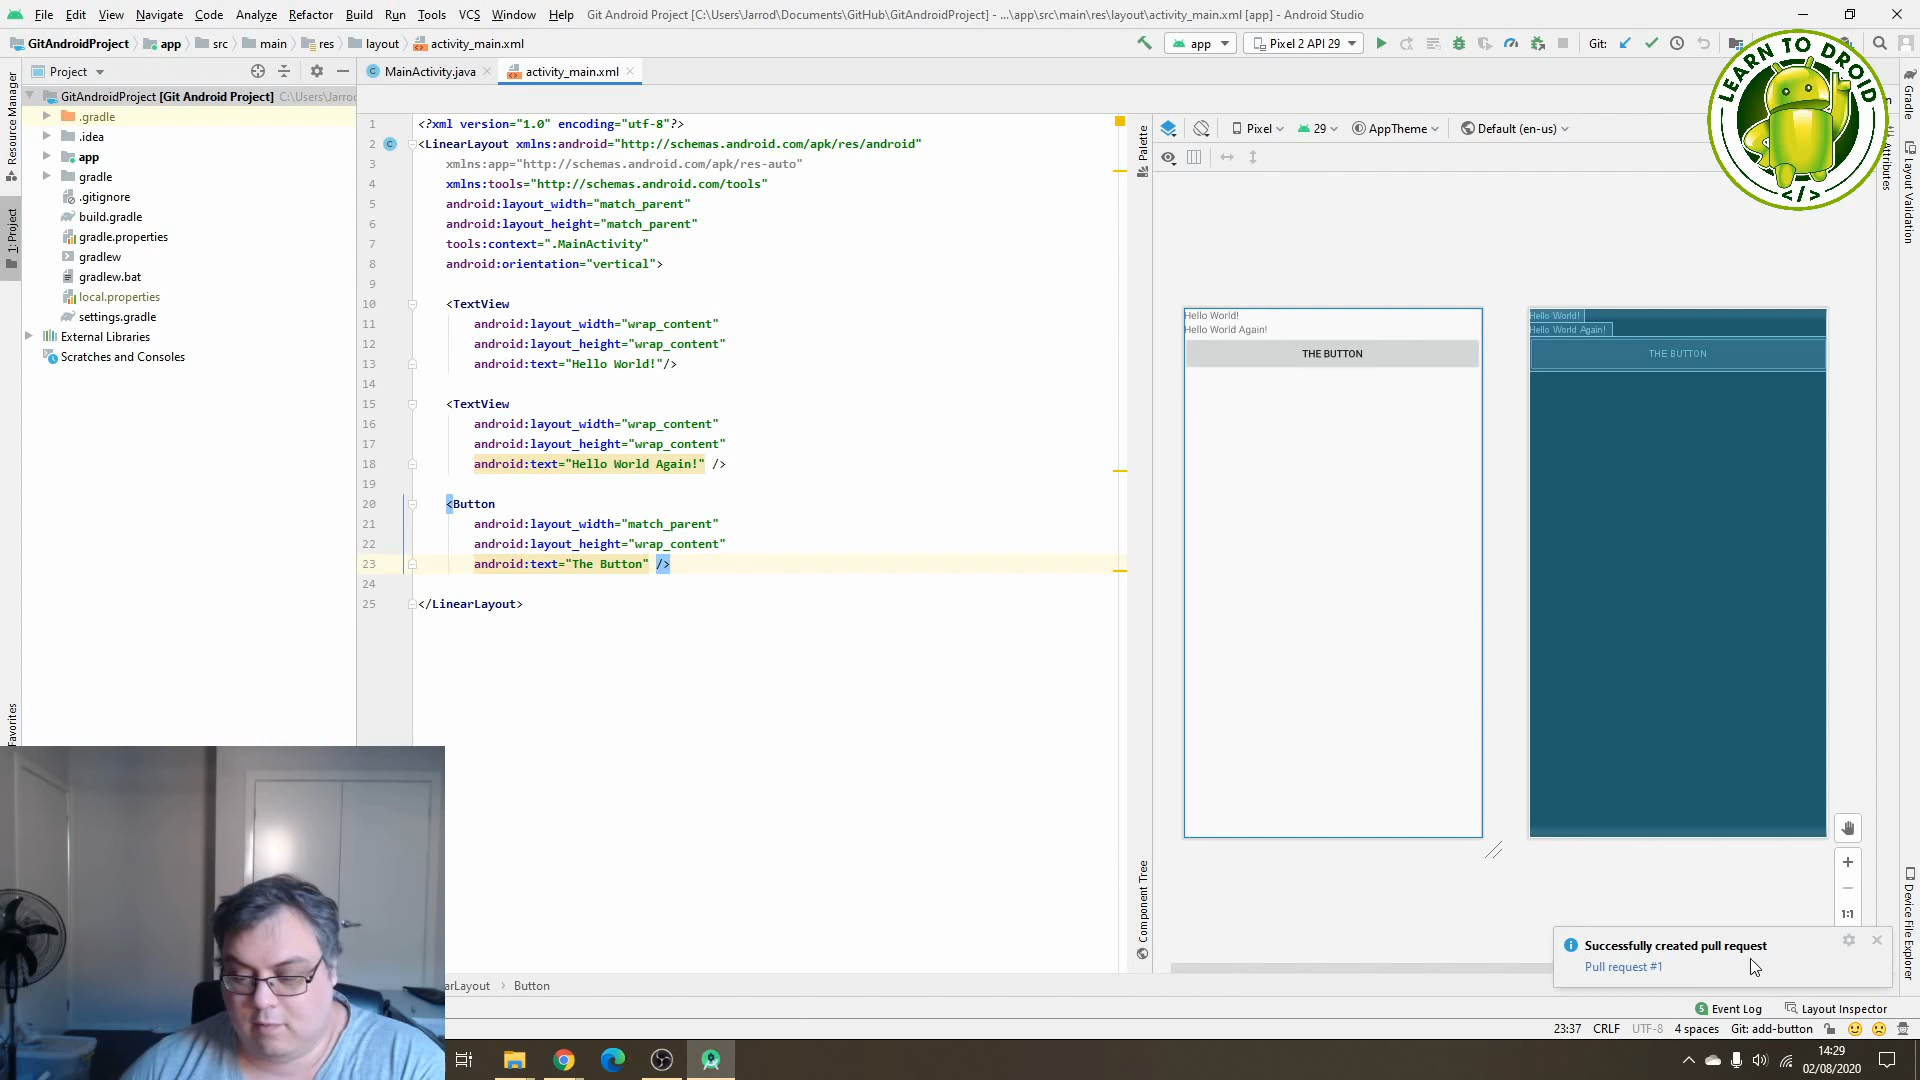 File Edit View Navigate Code Analyze Refactor Build Run Tools VCS Window Help Git Android Project [C:\Users\Jarrod\Documents\GitHub\GitAndroidProject] - ...\app\src\main\res\layout\activity_main.xml [app] - Android Studio
GitAndroidProject app src main res layout activity_main.xml app Pixel 2 API 29 Git:
Project MainActivity.java activity_main.xml
Resource Manager
1: Project
Favorites
GitAndroidProject [Git Android Project] C:\Users\Jarrod
.gradle
.idea
app
gradle
.gitignore
build.gradle
gradle.properties
gradlew
gradlew.bat
local.properties
settings.gradle
External Libraries
Scratches and Consoles
1 <?xml version="1.0" encoding="utf-8"?>
2 <LinearLayout xmlns:android="http://schemas.android.com/apk/res/android"
3 xmlns:app="http://schemas.android.com/apk/res-auto"
4 xmlns:tools="http://schemas.android.com/tools"
5 android:layout_width="match_parent"
6 android:layout_height="match_parent"
7 tools:context=".MainActivity"
8 android:orientation="vertical">
9
10 <TextView
11 android:layout_width="wrap_content"
12 android:layout_height="wrap_content"
13 android:text="Hello World!"/>
14
15 <TextView
16 android:layout_width="wrap_content"
17 android:layout_height="wrap_content"
18 android:text="Hello World Again!" />
19
20 <Button
21 android:layout_width="match_parent"
22 android:layout_height="wrap_content"
23 android:text="The Button" />
24
25 </LinearLayout>
Palette
Component Tree
Pixel 29 AppTheme Default (en-us)
LEARN TO DROID
</>
Gradle
Attributes
Layout Validation
Device File Explorer
Hello World!
Hello World Again!
THE BUTTON
Hello World!
Hello World Again!
THE BUTTON
1:1
Successfully created pull request
Pull request #1
arLayout Button
5 Event Log Layout Inspector
23:37 CRLF UTF-8 4 spaces Git: add-button
14:29
02/08/2020